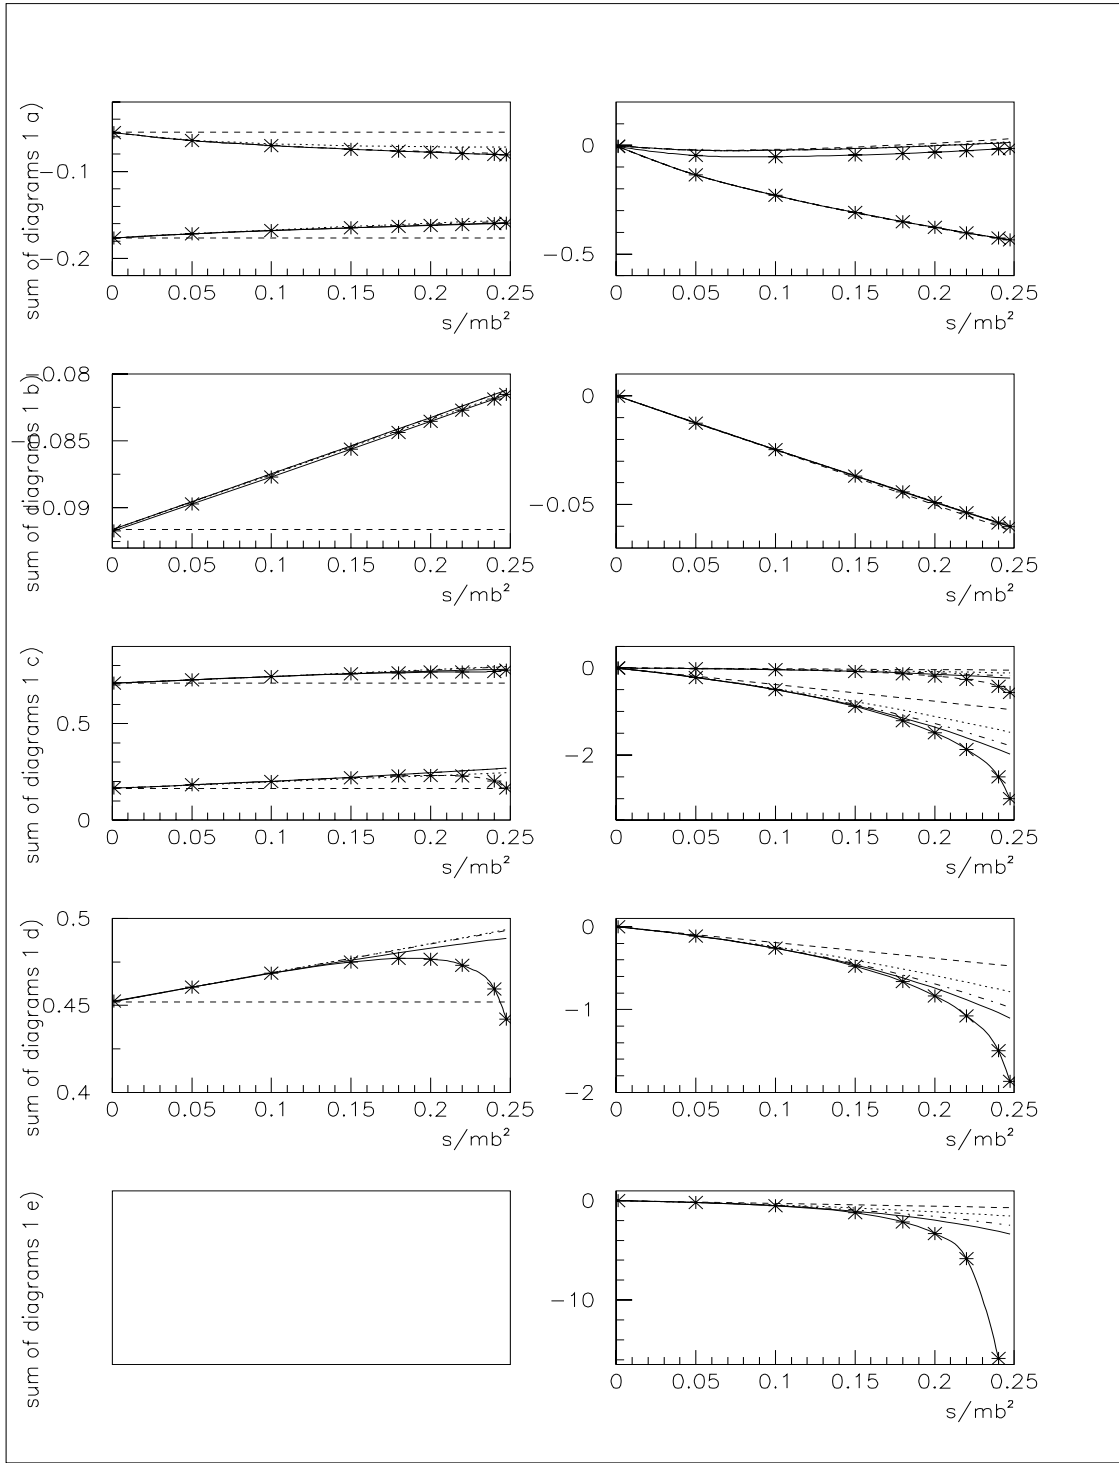 sum of diagrams 1 a)
−0.1
−0.2
0 0.05 0.1 0.15 0.2 0.25
s/mb²
0
−0.5
0 0.05 0.1 0.15 0.2 0.25
s/mb²
sum of diagrams 1 b)
−0.08
−0.085
−0.09
0 0.05 0.1 0.15 0.2 0.25
s/mb²
0
−0.05
0 0.05 0.1 0.15 0.2 0.25
s/mb²
sum of diagrams 1 c)
0.5
0
0 0.05 0.1 0.15 0.2 0.25
s/mb²
0
−2
0 0.05 0.1 0.15 0.2 0.25
s/mb²
sum of diagrams 1 d)
0.5
0.45
0.4
0 0.05 0.1 0.15 0.2 0.25
s/mb²
0
−1
−2
0 0.05 0.1 0.15 0.2 0.25
s/mb²
sum of diagrams 1 e)
0
−10
0 0.05 0.1 0.15 0.2 0.25
s/mb²